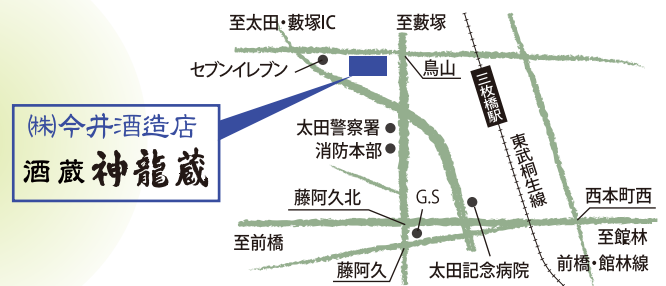 至太田・藪塚IC
至藪塚
セブンイレブン
鳥山
三枚橋駅
㈱今井酒造店
酒蔵 神龍蔵
太田警察署
消防本部
東武桐生線
藤阿久北
G.S
西本町西
至前橋
至館林
藤阿久
太田記念病院
前橋・館林線